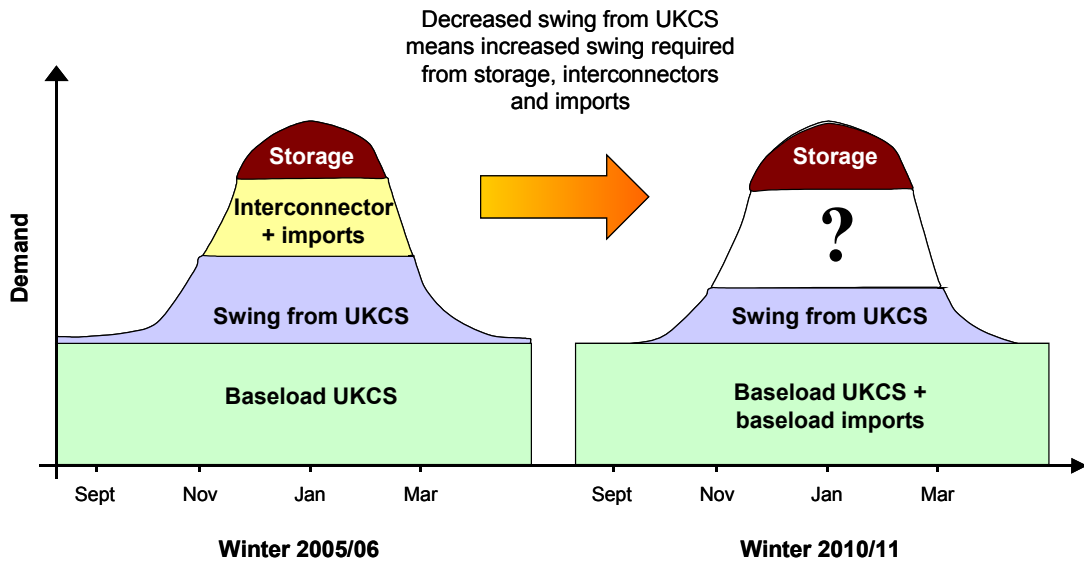 Decreased swing from UKCS
means increased swing required
from storage, interconnectors
and imports
Demand
Storage
Interconnector
+ imports
Swing from UKCS
Baseload UKCS
Sept
Nov
Jan
Mar
Winter 2005/06
Storage
?
Swing from UKCS
Baseload UKCS +
baseload imports
Sept
Nov
Jan
Mar
Winter 2010/11